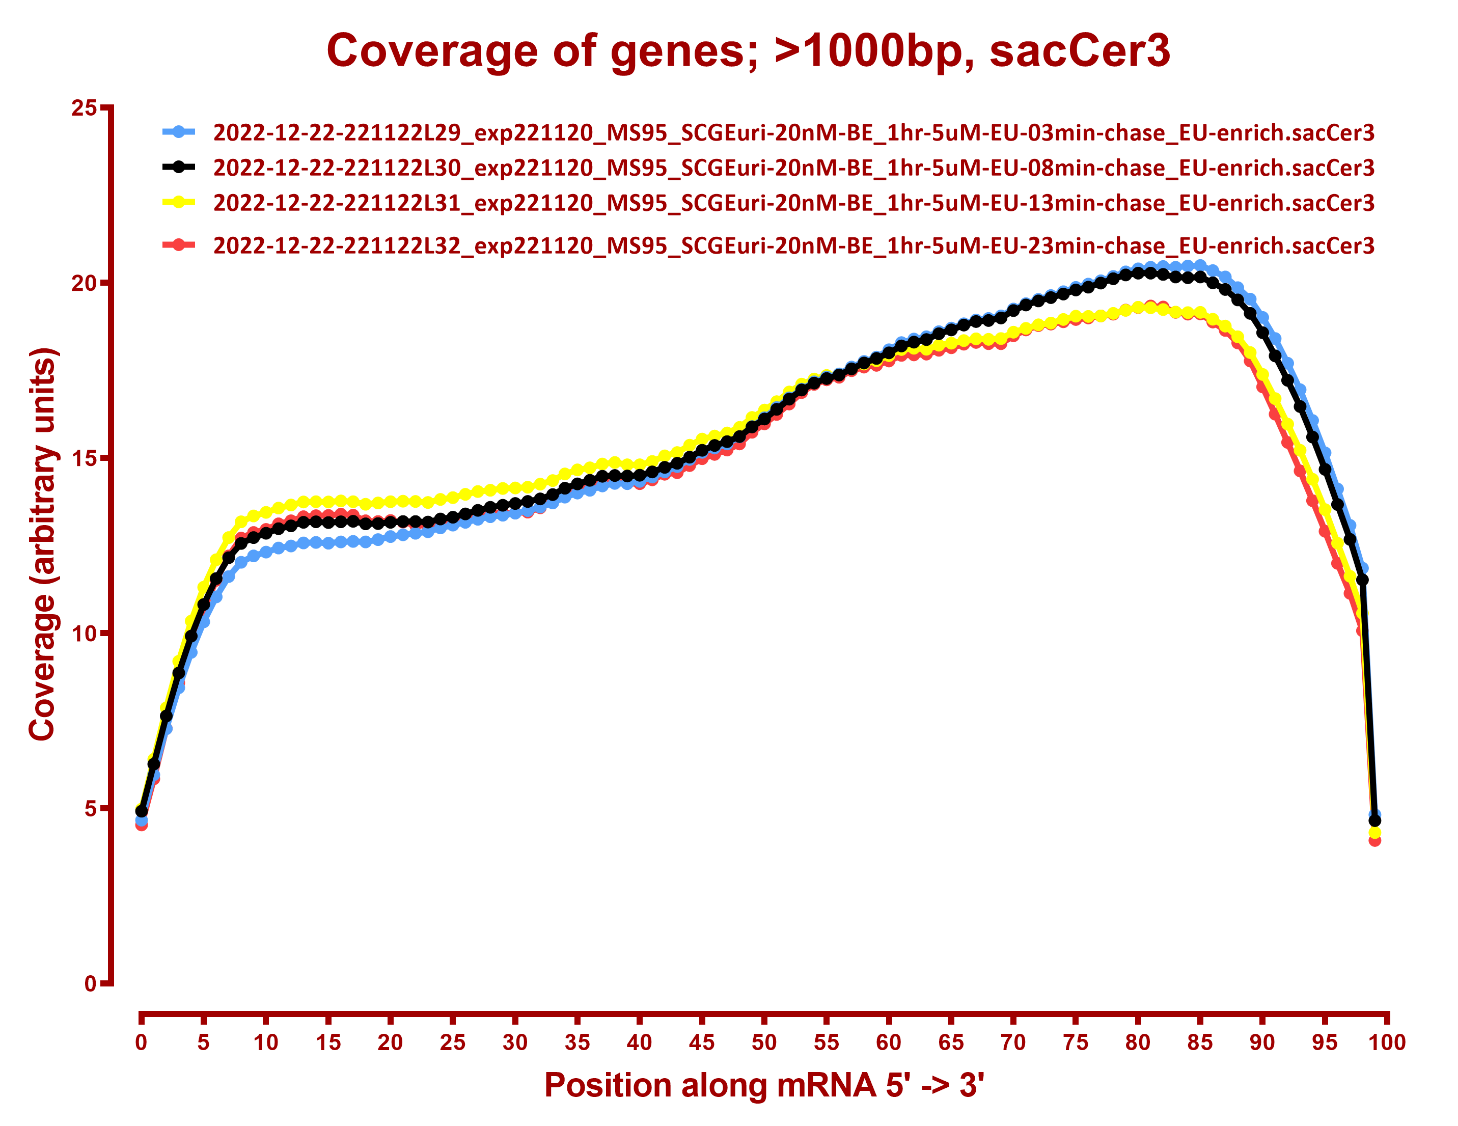 Coverage of genes; >1000bp, sacCer3
2022-12-22-221122L29_exp221120_MS95_SCGEuri-20nM-BE_1hr-5uM-EU-03min-chase_EU-enrich.sacCer3
2022-12-22-221122L30_exp221120_MS95_SCGEuri-20nM-BE_1hr-5uM-EU-08min-chase_EU-enrich.sacCer3
2022-12-22-221122L31_exp221120_MS95_SCGEuri-20nM-BE_1hr-5uM-EU-13min-chase_EU-enrich.sacCer3
2022-12-22-221122L32_exp221120_MS95_SCGEuri-20nM-BE_1hr-5uM-EU-23min-chase_EU-enrich.sacCer3
Coverage (arbitrary units)
25
20
15
10
5
0
0 5 10 15 20 25 30 35 40 45 50 55 60 65 70 75 80 85 90 95 100
Position along mRNA 5' -> 3'